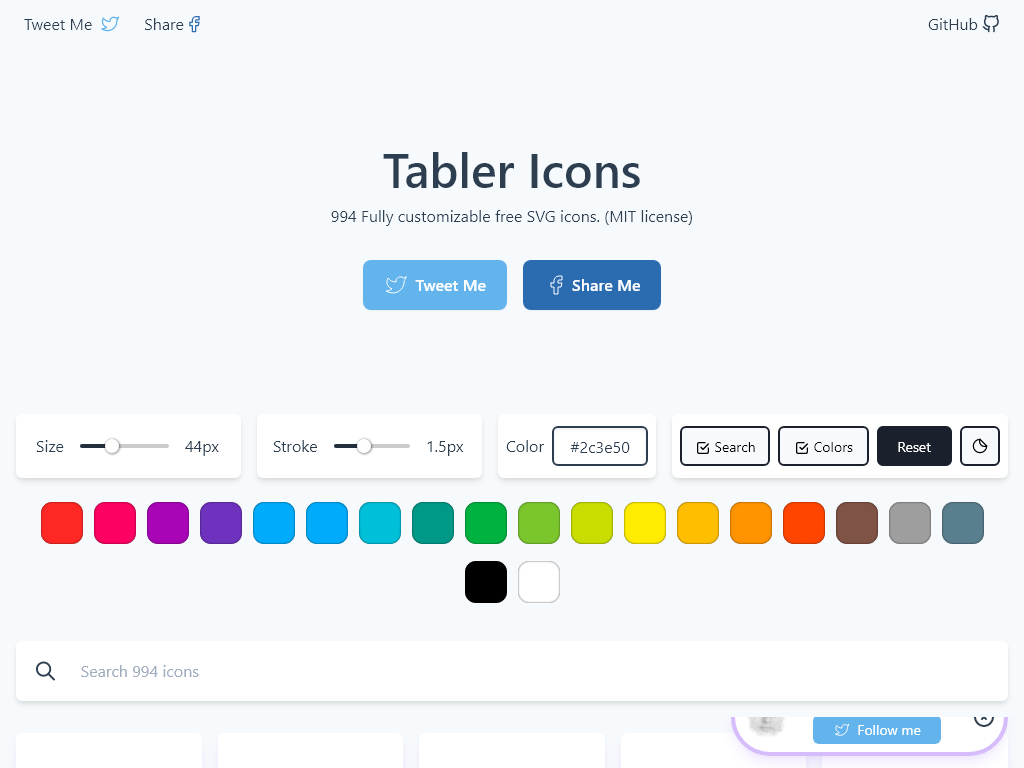 Tweet Me
Share
GitHub
Tabler Icons
994 Fully customizable free SVG icons. (MIT license)
Tweet Me
Share Me
Size
44px
Stroke
1.5px
Color
#2c3e50
Search
Colors
Reset
Search 994 icons
Follow me